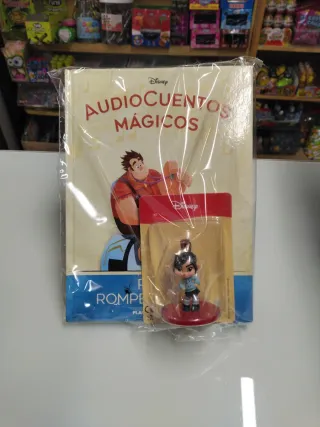 Disney
AUDIOCUENTOS
MÁGICOS
Disney
ROMPE